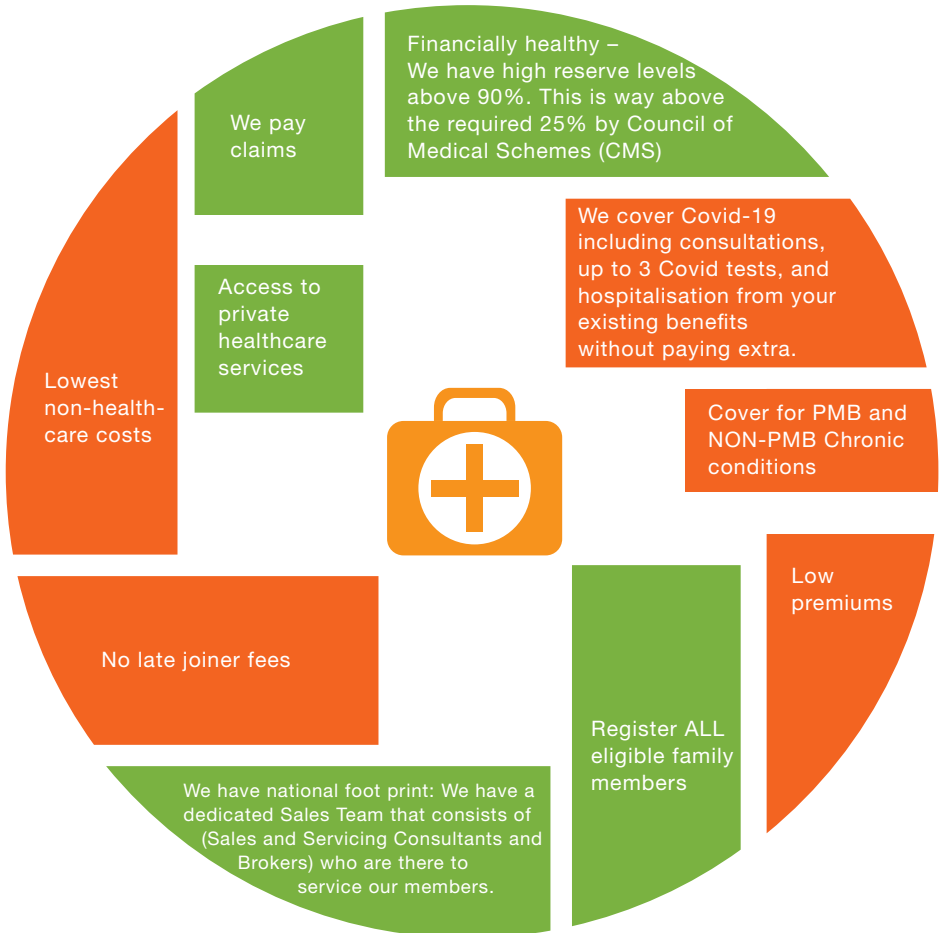 Financially healthy –
We have high reserve levels
above 90%. This is way above
the required 25% by Council of
Medical Schemes (CMS)
We pay
claims
We cover Covid-19
including consultations,
up to 3 Covid tests, and
hospitalisation from your
existing benefits
without paying extra.
Access to
private
healthcare
services
Lowest
non-health-
care costs
Cover for PMB and
NON-PMB Chronic
conditions
Low
premiums
No late joiner fees
Register ALL
eligible family
members
We have national foot print: We have a
dedicated Sales Team that consists of
(Sales and Servicing Consultants and
Brokers) who are there to
service our members.